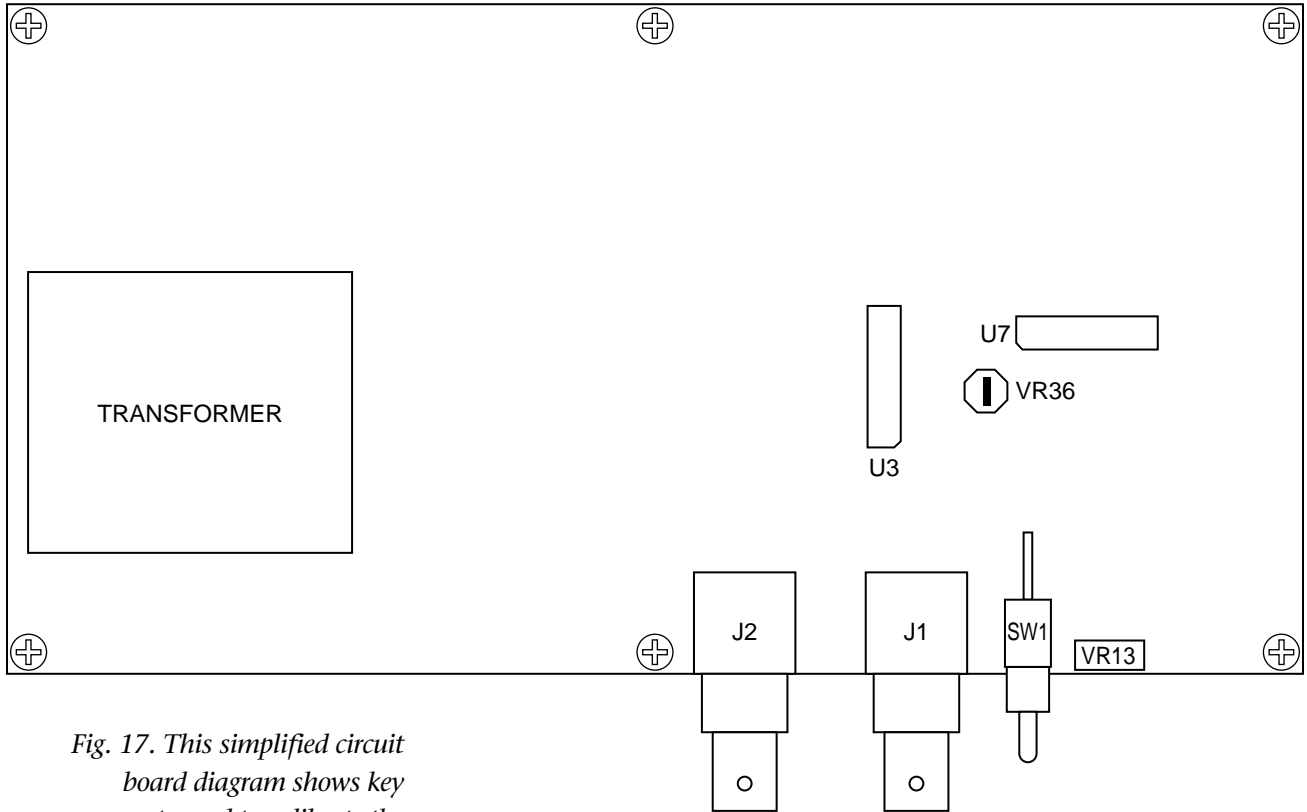 U7
VR36
TRANSFORMER
U3
J2
J1
SW1
VR13
Fig. 17. This simplified circuit
board diagram shows key